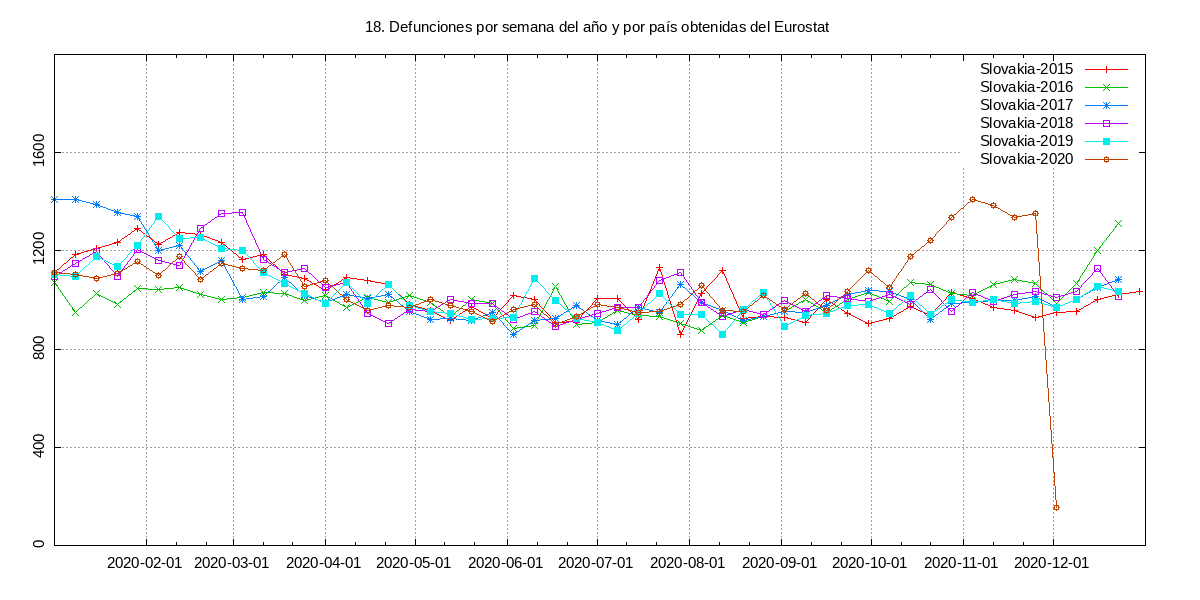 18. Defunciones por semana del año y por país obtenidas del Eurostat
Slovakia-2015
Slovakia-2016
Slovakia-2017
Slovakia-2018
Slovakia-2019
Slovakia-2020
1600
1200
800
400
0
2020-02-01 2020-03-01 2020-04-01 2020-05-01 2020-06-01 2020-07-01 2020-08-01 2020-09-01 2020-10-01 2020-11-01 2020-12-01